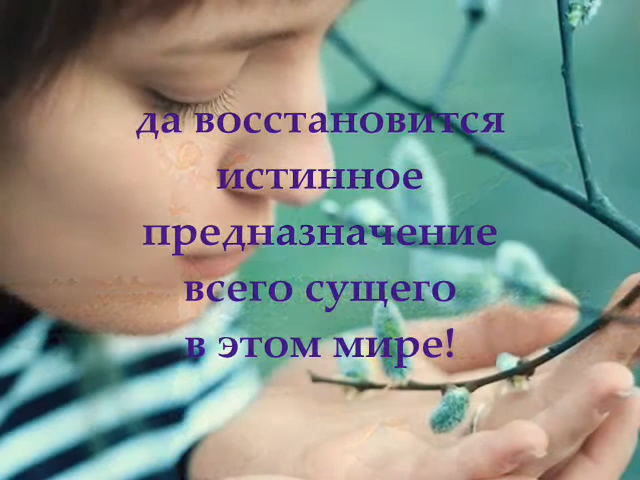 да восстановится
истинное
предназначение
всего сущего
в этом мире!